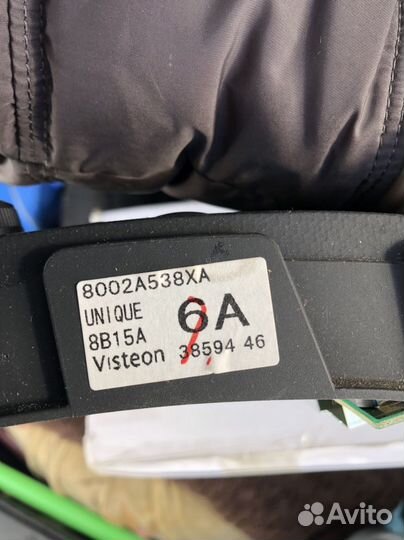 8002A538XA
UNIQUE 6A
8B15A
Visteon 38594 46
Avito